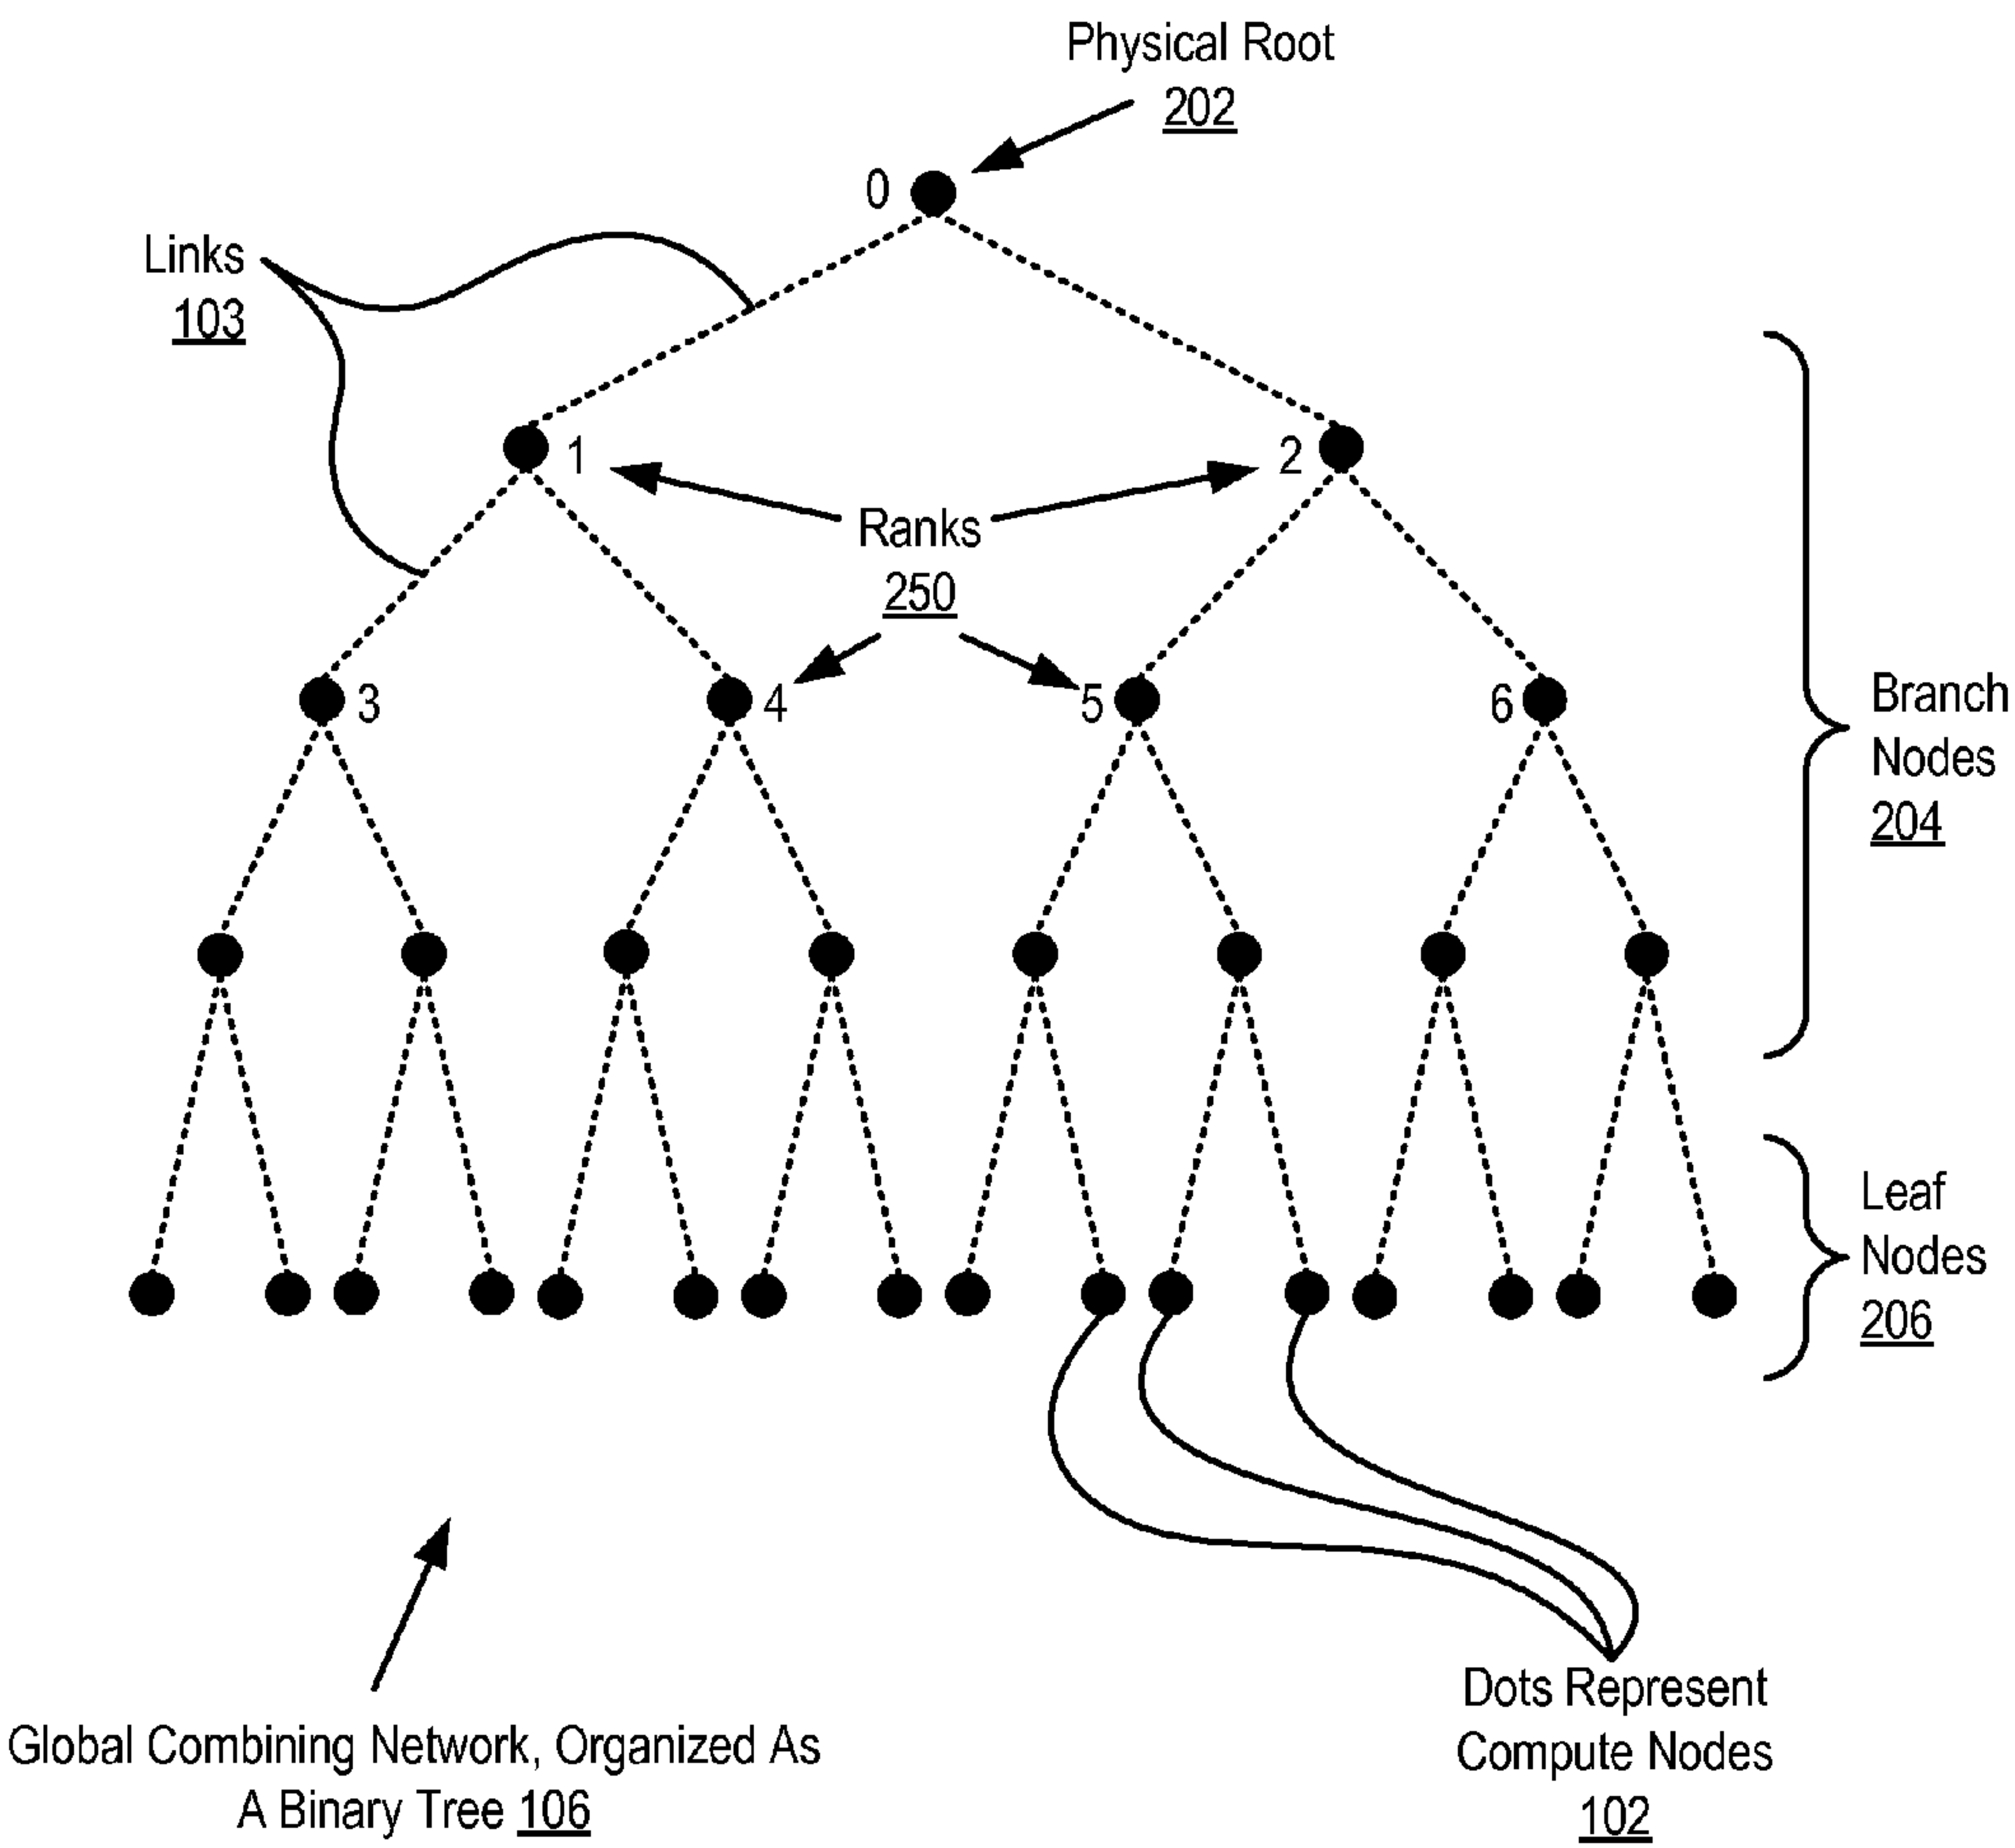 Physical Root
202
0
Links
103
1
2
Ranks
250
3
4
5
6
Branch
Nodes
204
Leaf
Nodes
206
Global Combining Network, Organized As
A Binary Tree 106
Dots Represent
Compute Nodes
102